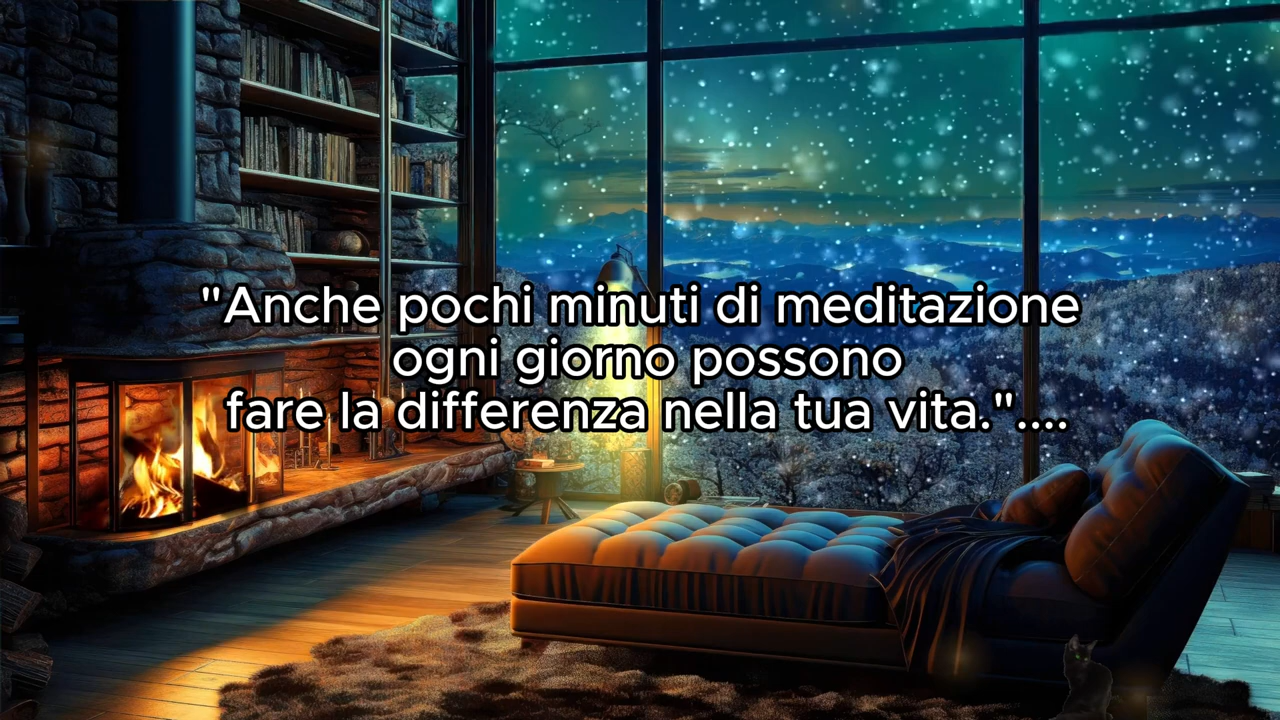 "Anche pochi minuti di meditazione
ogni giorno possono
fare la differenza nella tua vita."....